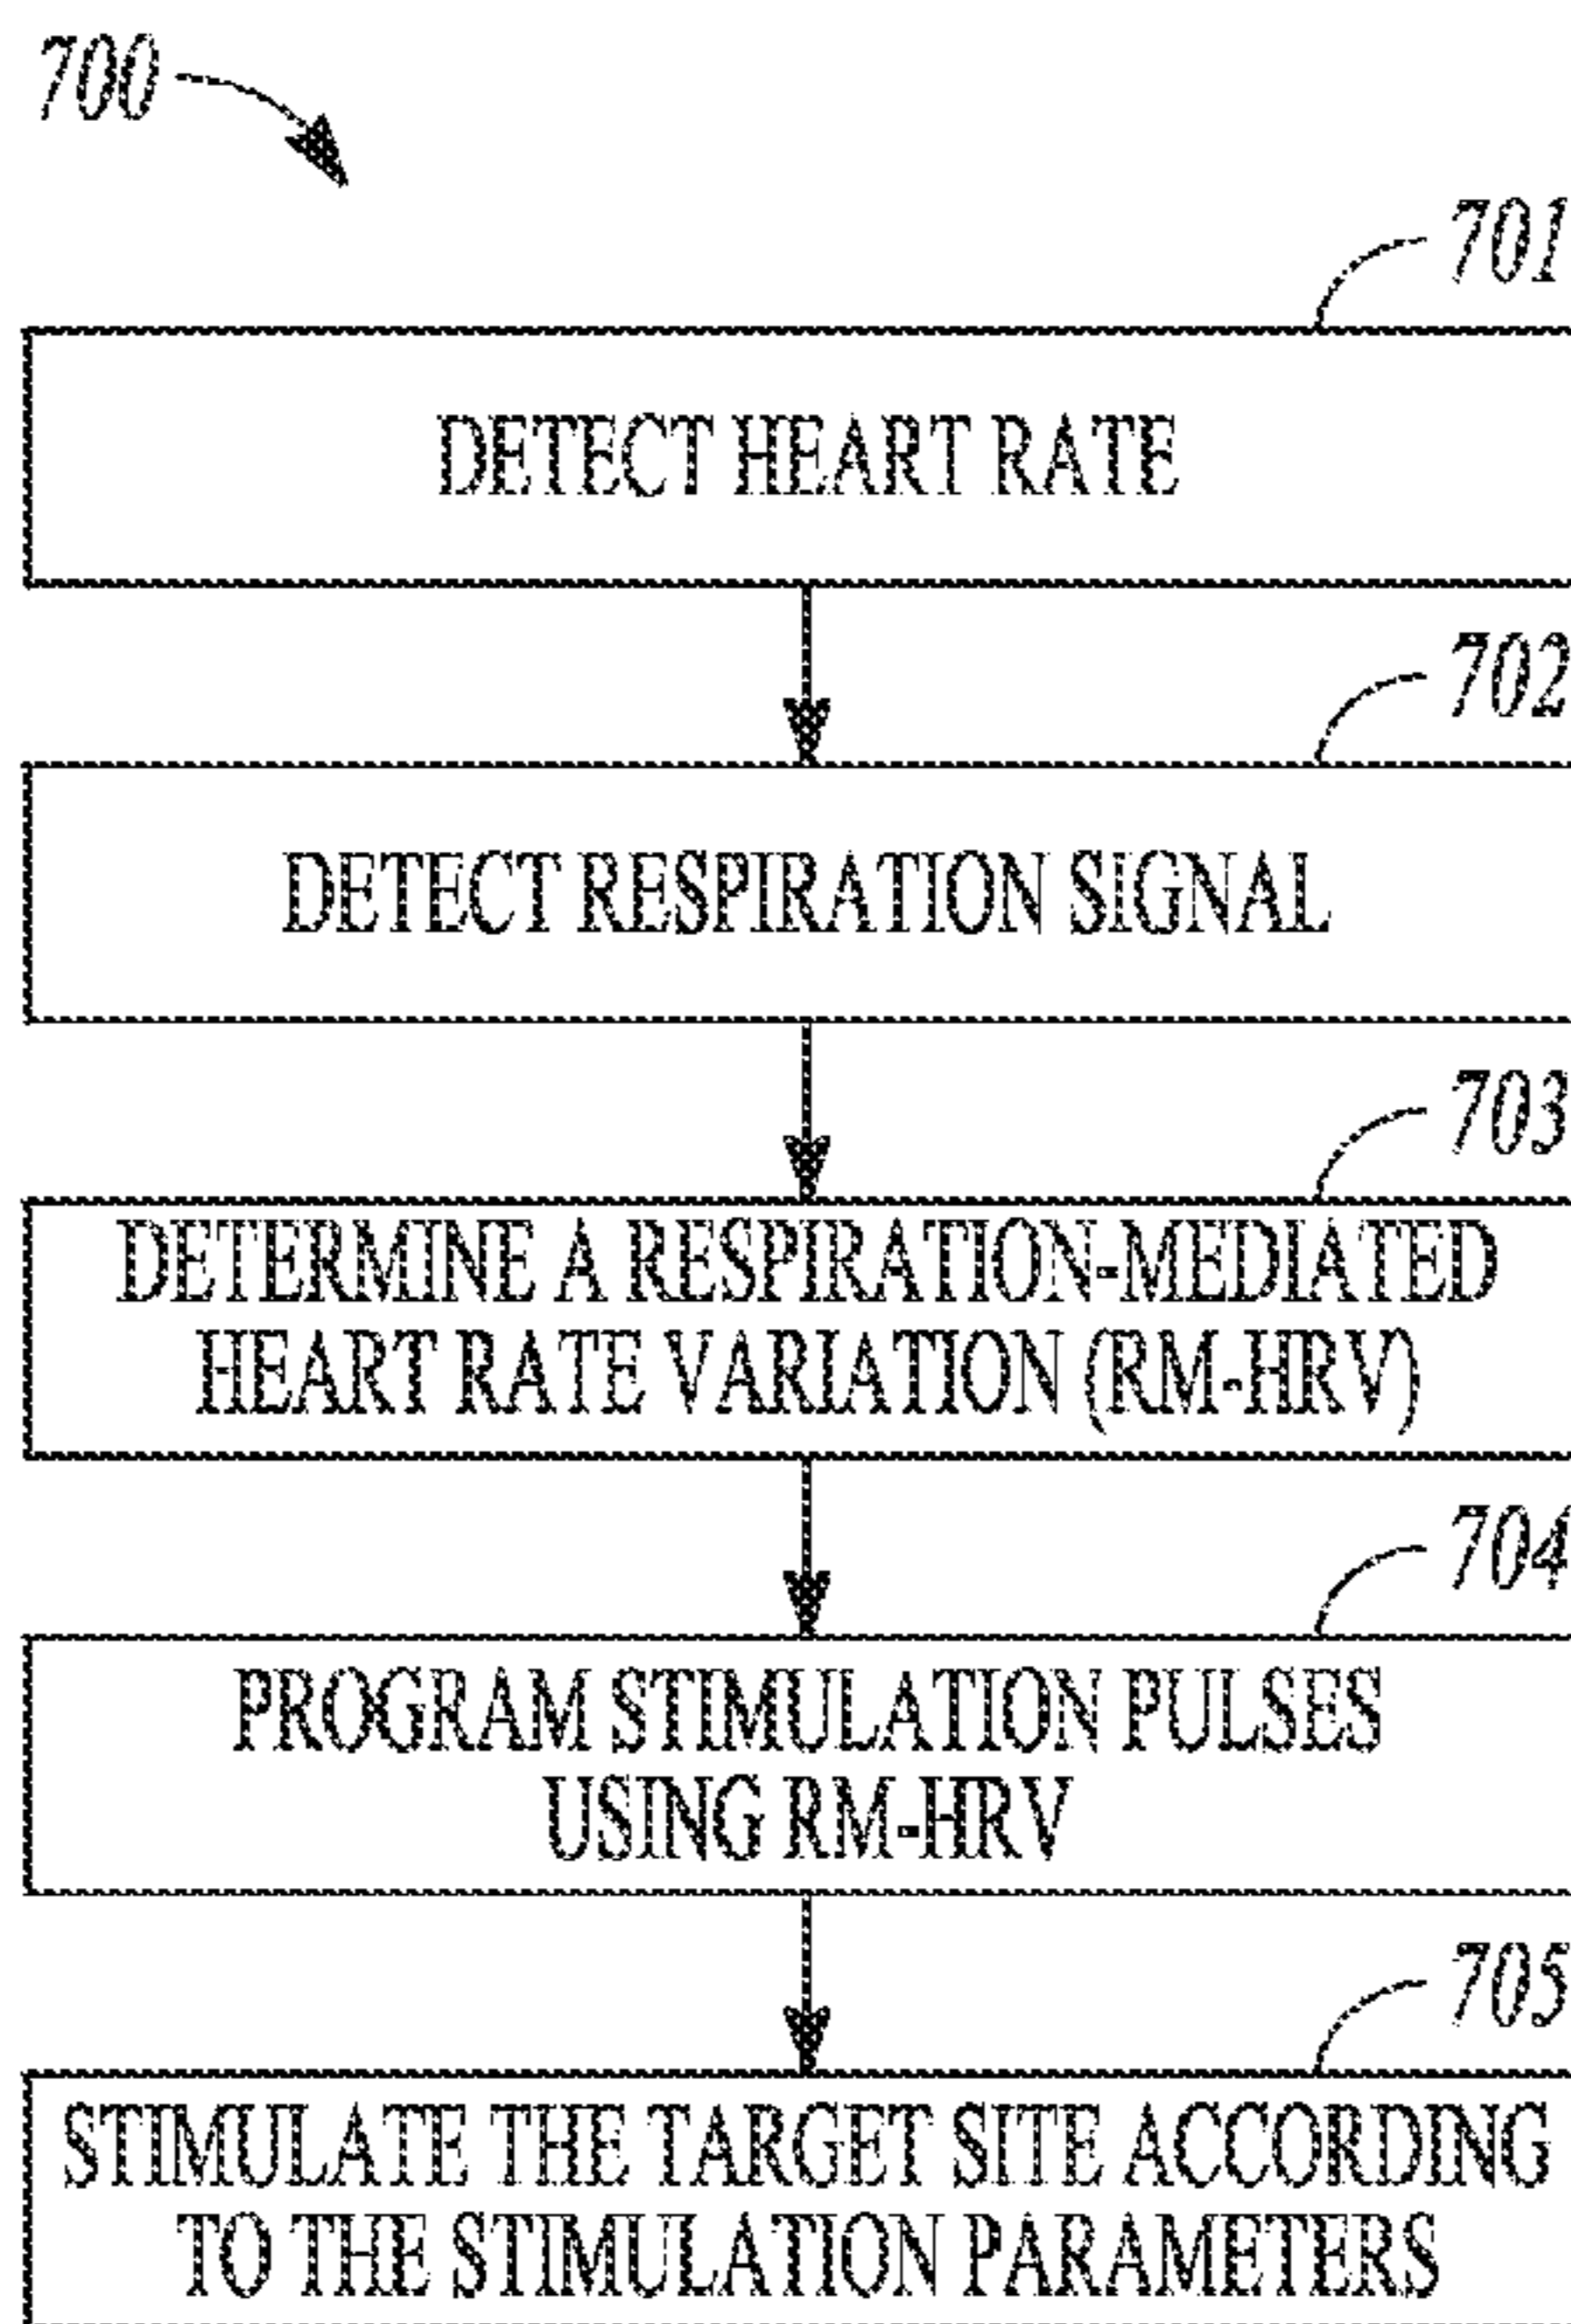 700
701
DETECT HEART RATE
702
DETECT RESPIRATION SIGNAL
703
DETERMINE A RESPIRATION-MEDIATED
HEART RATE VARIATION (RM-HRV)
704
PROGRAM STIMULATION PULSES
USING RM-HRV
705
STIMULATE THE TARGET SITE ACCORDING
TO THE STIMULATION PARAMETERS